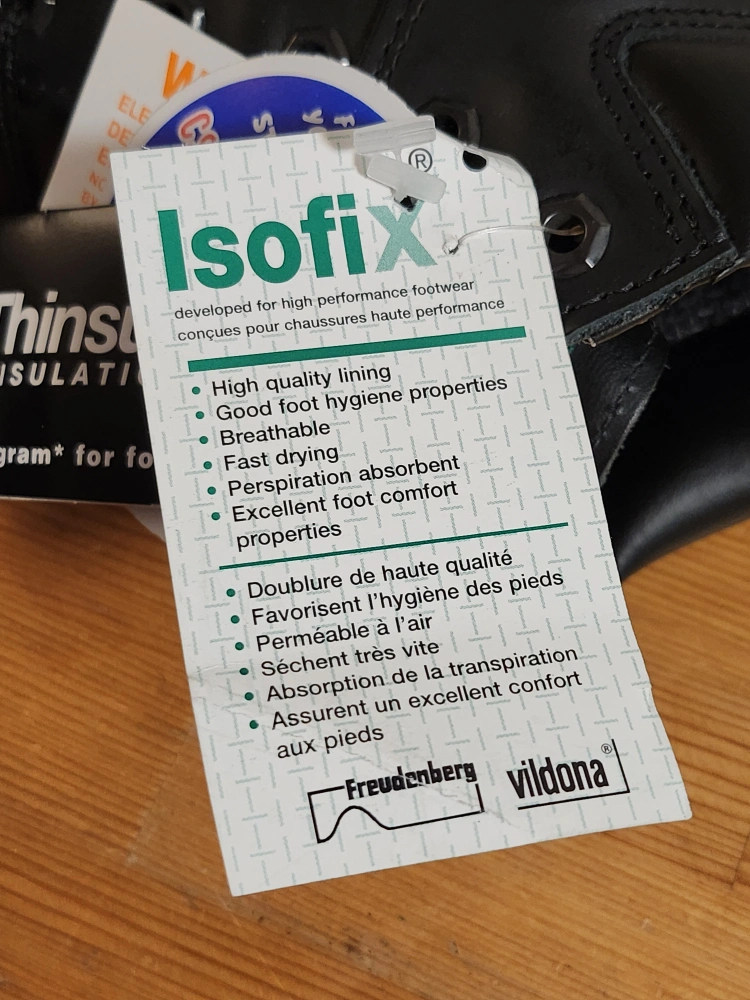 Isofix®
developed for high performance footwear
conçues pour chaussures haute performance
• High quality lining
• Good foot hygiene properties
• Breathable
• Fast drying
• Perspiration absorbent
• Excellent foot comfort
properties
• Doublure de haute qualité
• Favorisent l'hygiène des pieds
• Perméable à l'air
• Séchent très vite
• Absorption de la transpiration
• Assurent un excellent confort
aux pieds
Freudenberg
vildona®
gram* for fo